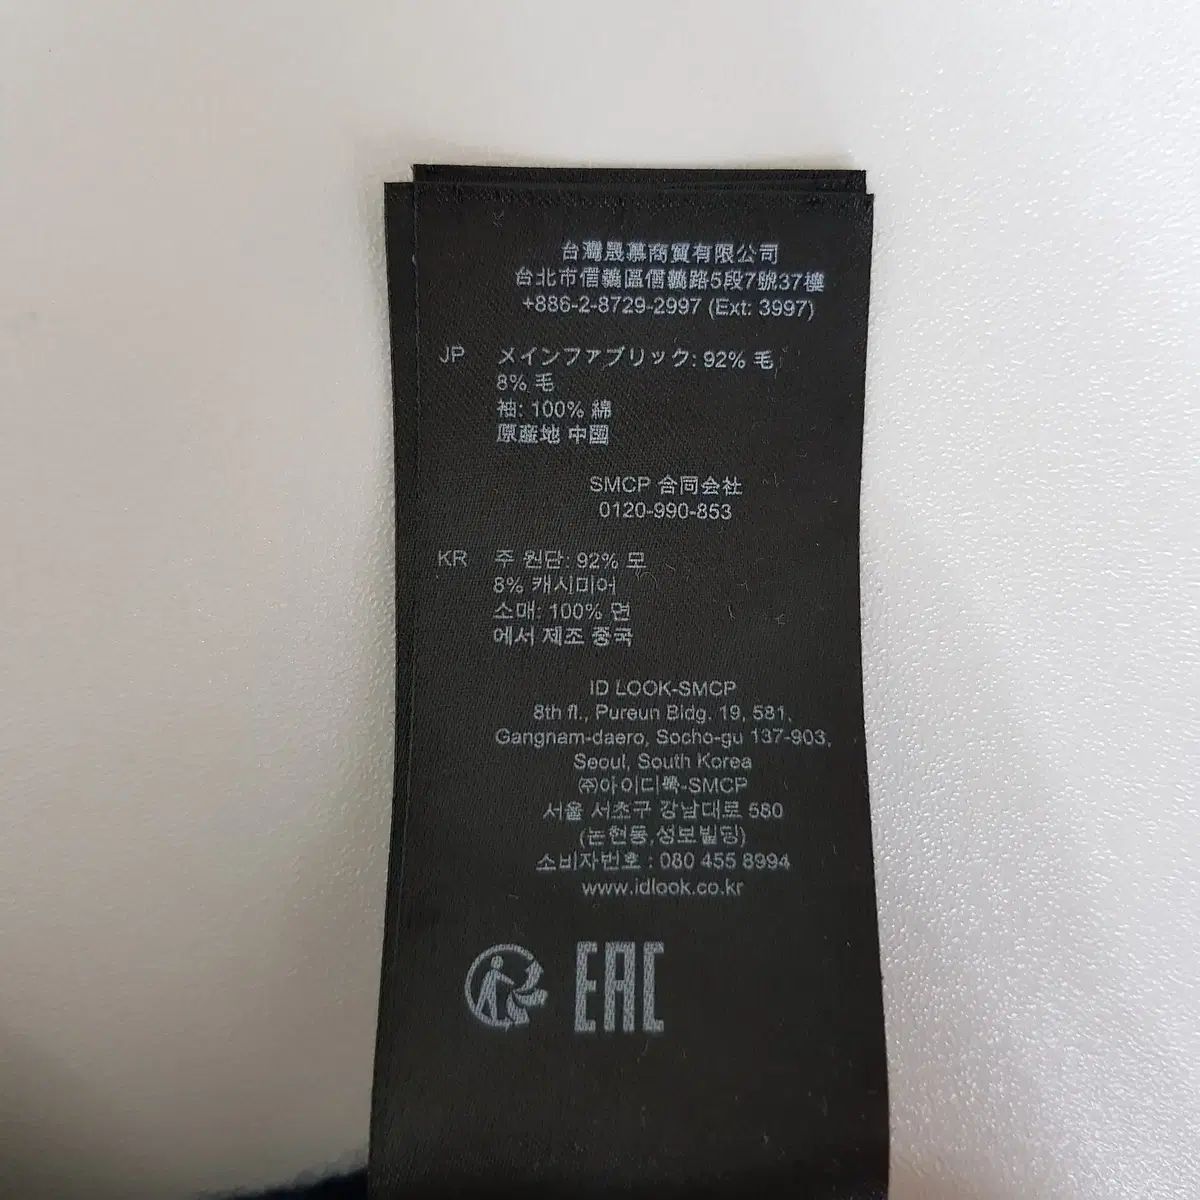 台灣晟慕商貿有限公司
台北市信義區信義路5段7號37樓
+886-2-8729-2997 (Ext: 3997)
JP メインファブリック: 92% 毛
8% 毛
袖: 100% 綿
原産地 中國
SMCP 合同会社
0120-990-853
KR 주 원단: 92% 모
8% 캐시미어
소매: 100% 면
에서 제조 중국
ID LOOK-SMCP
8th fl., Pureun Bldg. 19, 581,
Gangnam-daero, Socho-gu 137-903,
Seoul, South Korea
㈜아이디룩-SMCP
서울 서초구 강남대로 580
(논현동,성보빌딩)
소비자번호 : 080 455 8994
www.idlook.co.kr
EAC